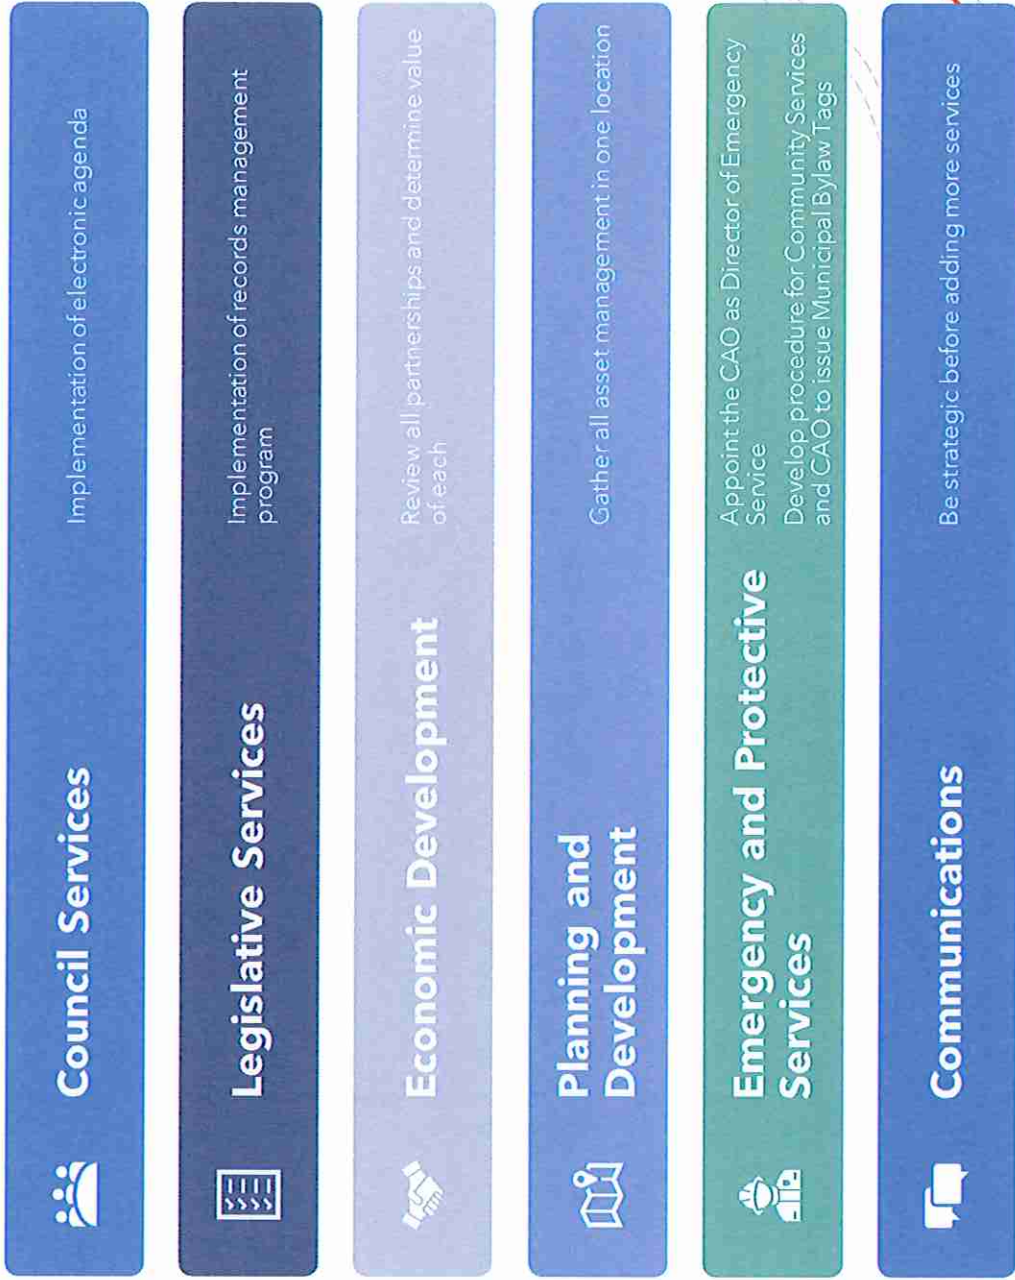 Council Services
Implementation of electronic agenda
Legislative Services
Implementation of records management
program
Economic Development
Review all partnerships and determine value
of each
Planning and
Development
Gather all asset management in one location
Emergency and Protective
Services
Appoint the CAO as Director of Emergency
Service
Develop procedure for Community Services
and CAO to issue Municipal Bylaw Tags
Communications
Be strategic before adding more services